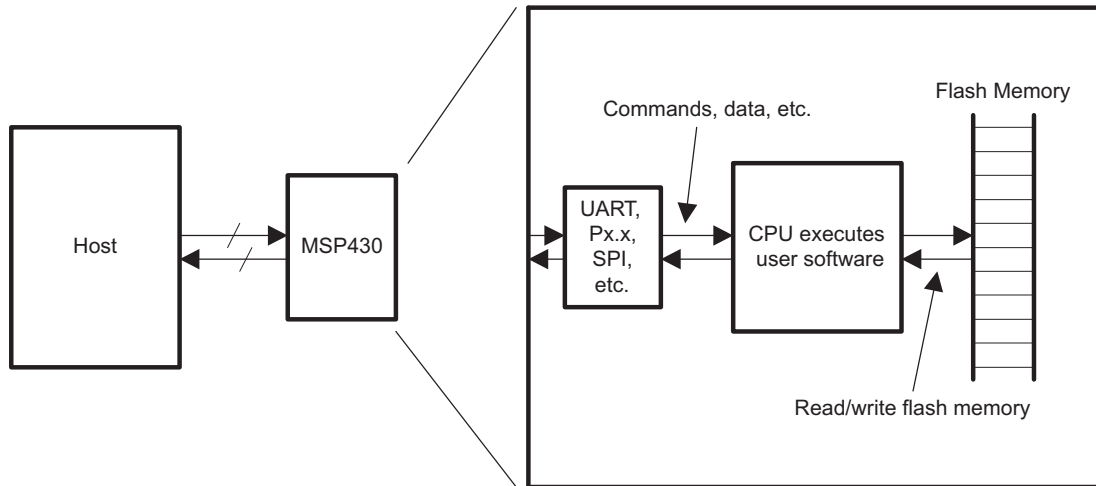 Host
MSP430
Commands, data, etc.
Flash Memory
UART,
Px.x,
SPI,
etc.
CPU executes
user software
Read/write flash memory